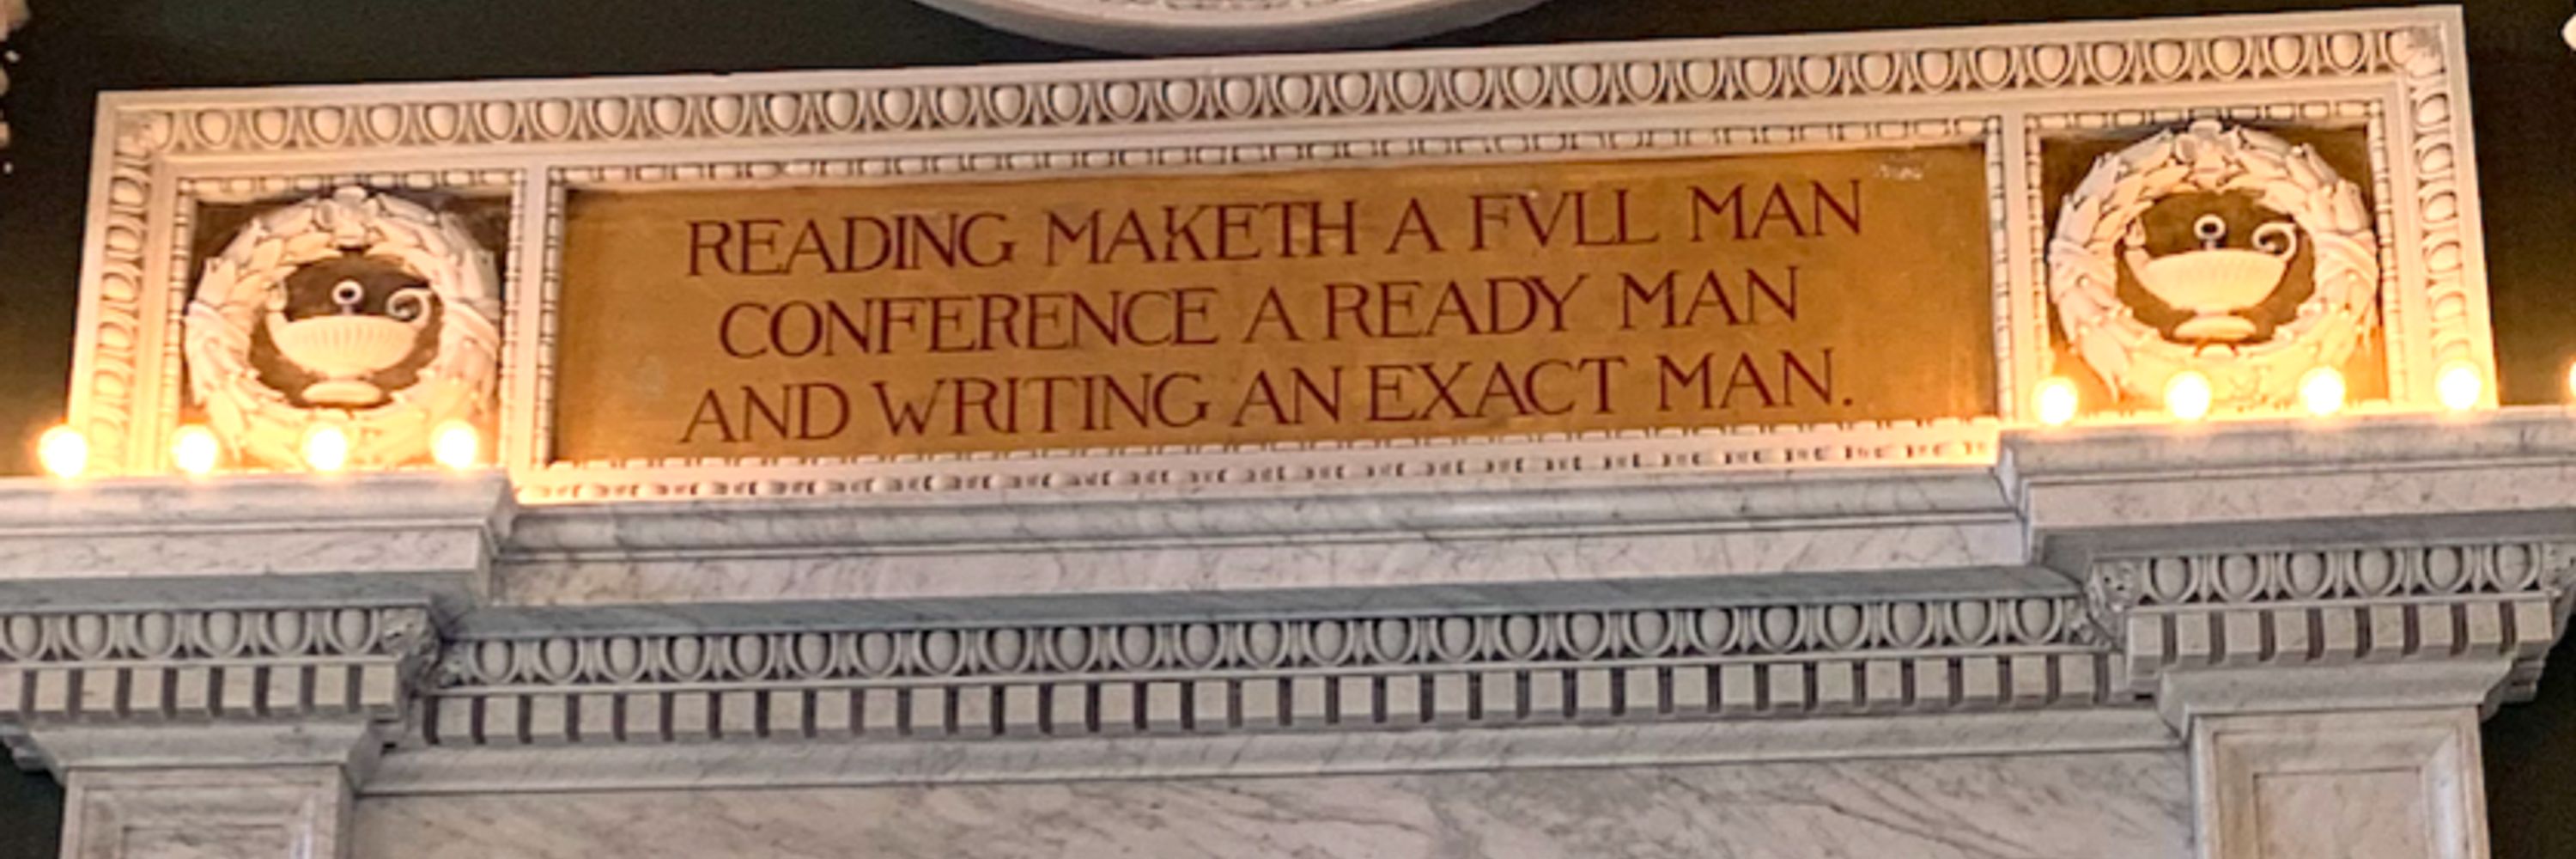 READING MAKETH A FVLL MAN
CONFERENCE A READY MAN
AND WRITING AN EXACT MAN.